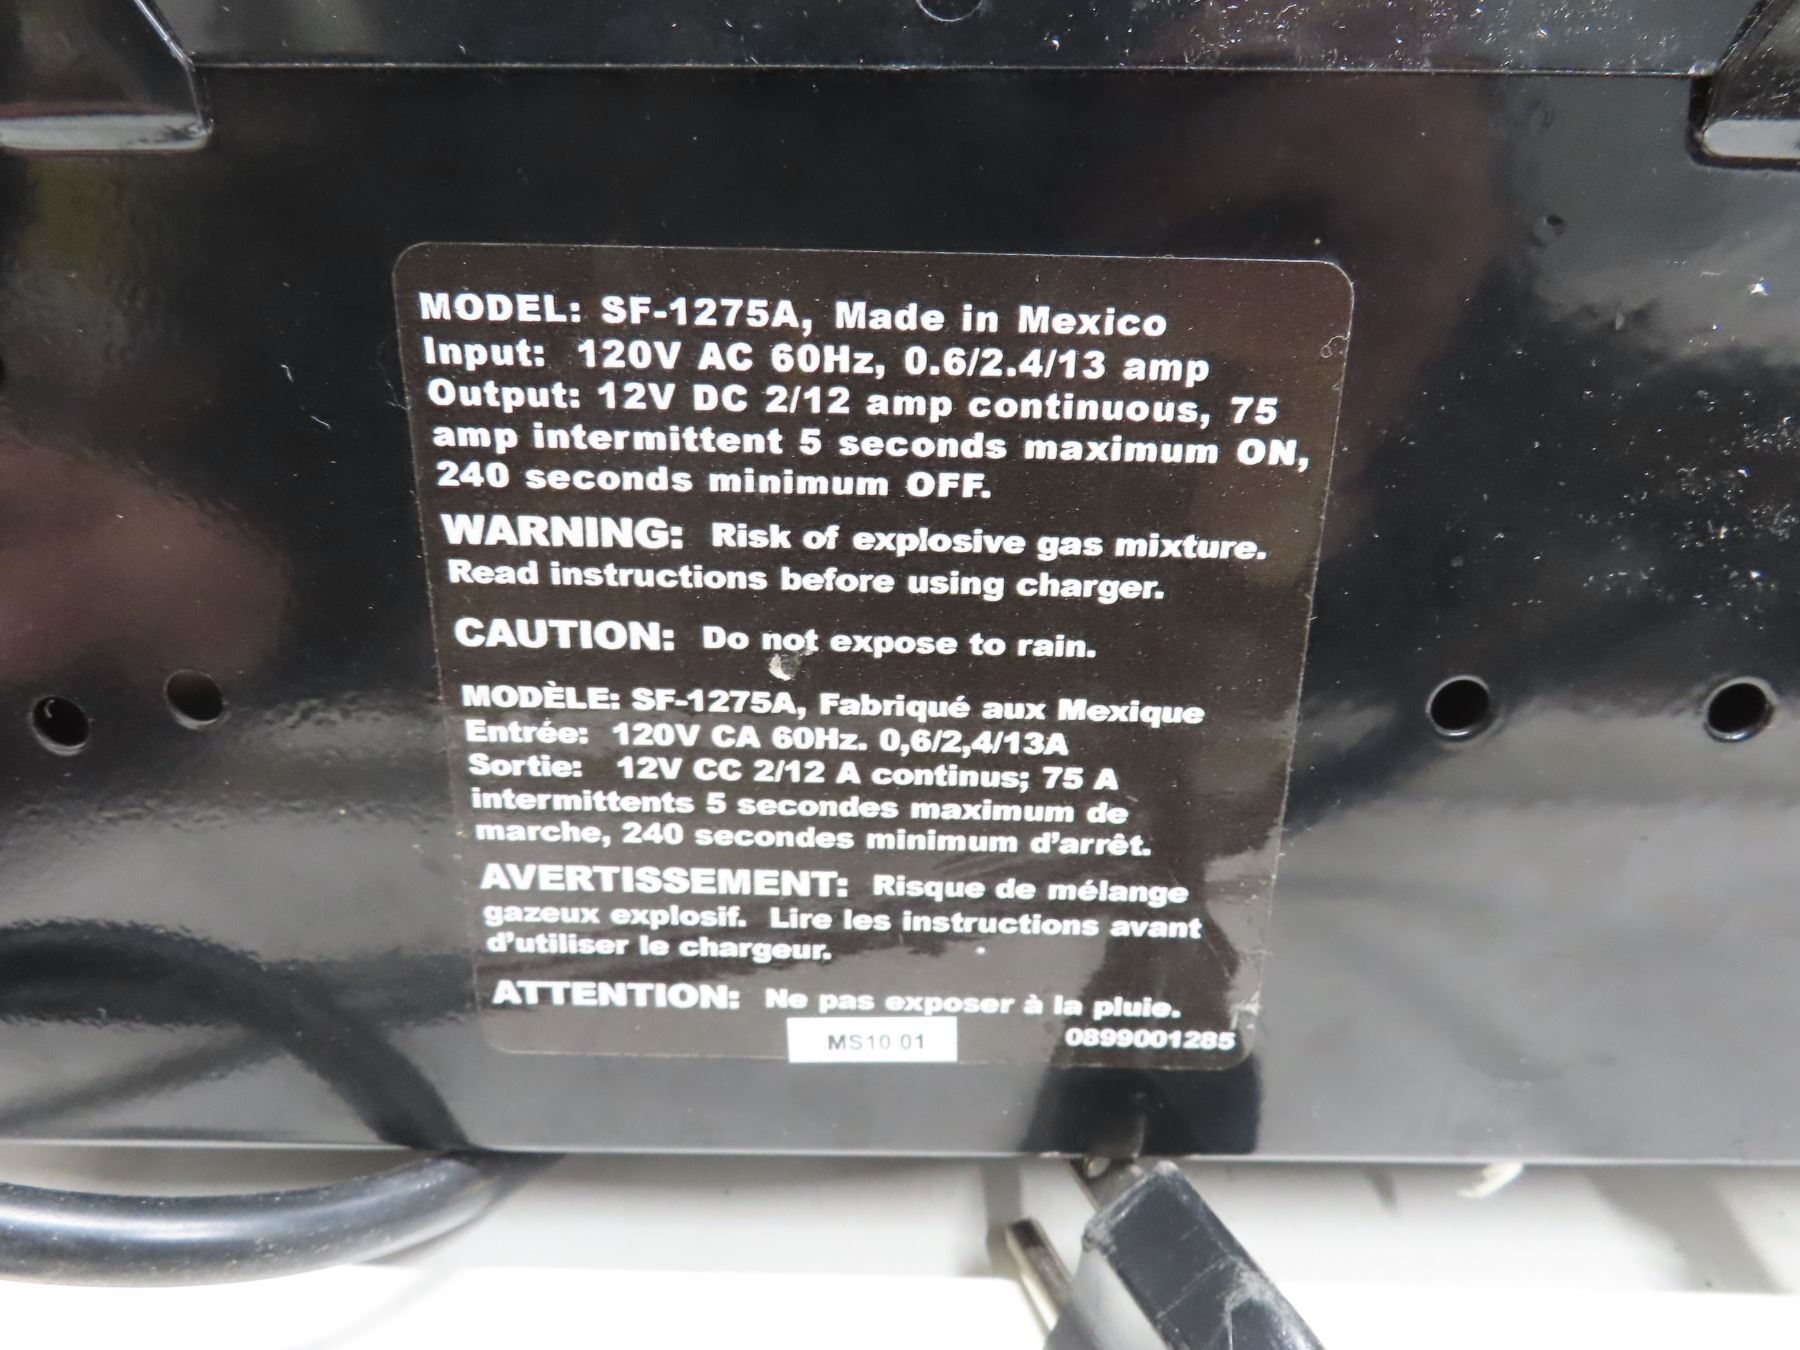 MODEL: SF-1275A, Made in Mexico
Input: 120V AC 60Hz, 0.6/2.4/13 amp
Output: 12V DC 2/12 amp continuous, 75
amp intermittent 5 seconds maximum ON,
240 seconds minimum OFF.
WARNING: Risk of explosive gas mixture.
Read instructions before using charger.
CAUTION: Do not expose to rain.
MODÈLE: SF-1275A, Fabriqué aux Mexique
Entrée: 120V CA 60Hz. 0,6/2,4/13A
Sortie: 12V CC 2/12 A continus; 75 A
intermittents 5 secondes maximum de
marche, 240 secondes minimum d'arrêt.
AVERTISSEMENT: Risque de mélange
gazeux explosif. Lire les instructions avant
d'utiliser le chargeur.
ATTENTION: Ne pas exposer à la pluie.
MS10 01 0899001285